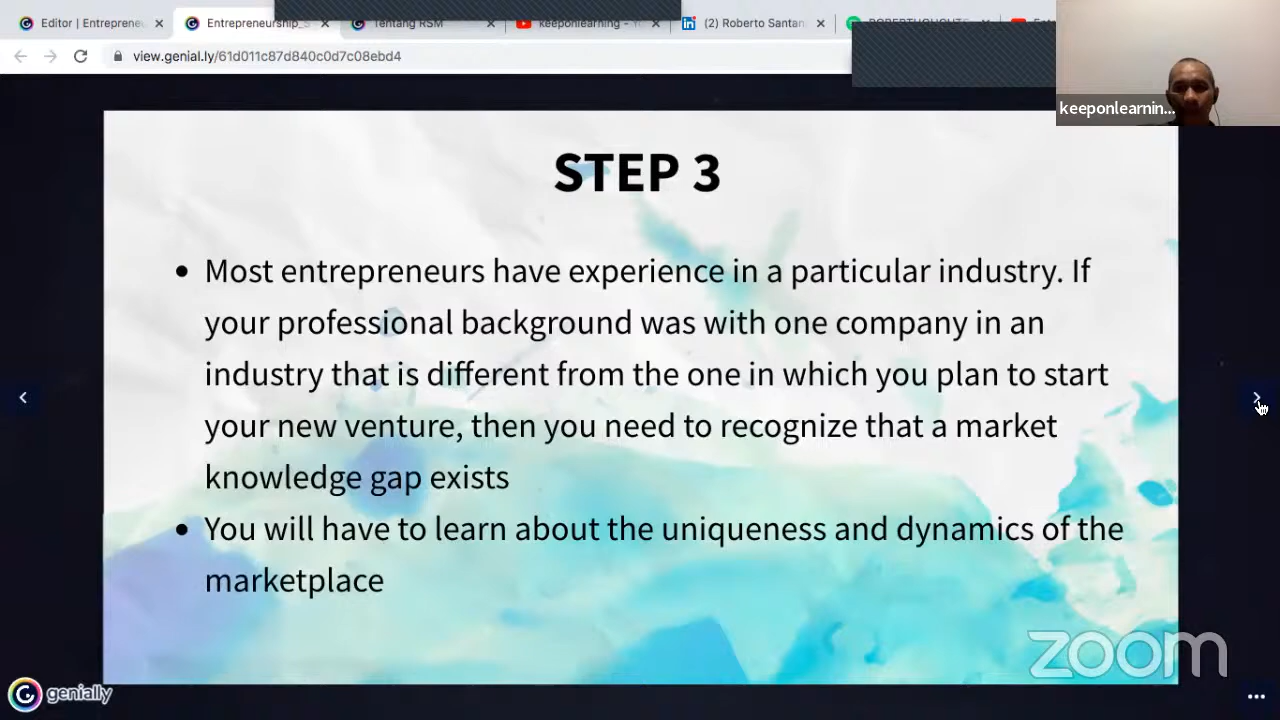 Editor | Entreprene
Entrepreneurship_S
Tentang RSM
keeponlearning
(2) Roberto Santan
view.genial.ly/61d011c87d840c0d7c08ebd4
keeponlearnin...
STEP 3
• Most entrepreneurs have experience in a particular industry. If
your professional background was with one company in an
industry that is different from the one in which you plan to start
your new venture, then you need to recognize that a market
knowledge gap exists
• You will have to learn about the uniqueness and dynamics of the
marketplace
zoom
genially